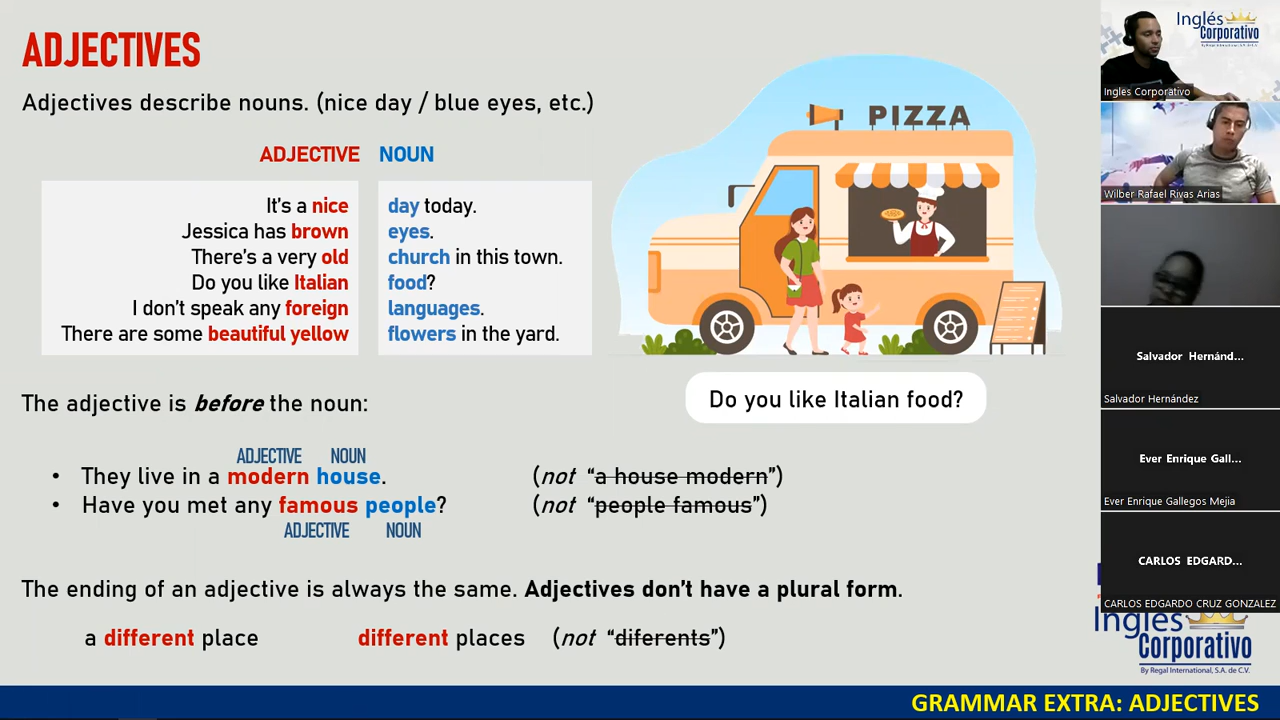 ADJECTIVES
Adjectives describe nouns. (nice day / blue eyes, etc.)
ADJECTIVE NOUN
It's a nice day today.
Jessica has brown eyes.
There's a very old church in this town.
Do you like Italian food?
I don't speak any foreign languages.
There are some beautiful yellow flowers in the yard.
PIZZA
Do you like Italian food?
The adjective is before the noun:
ADJECTIVE NOUN
• They live in a modern house. (not "a house modern")
• Have you met any famous people? (not "people famous")
ADJECTIVE NOUN
The ending of an adjective is always the same. Adjectives don't have a plural form.
a different place different places (not "diferents")
GRAMMAR EXTRA: ADJECTIVES
Inglés
Corporativo
By Regal International, S.A. de C.V.
Ingles Corporativo
Wilber Rafael Rivas Arias
Salvador Hernánd...
Salvador Hernández
Ever Enrique Gall...
Ever Enrique Gallegos Mejia
CARLOS EDGARD...
CARLOS EDGARDO CRUZ GONZALEZ
Inglés
Corporativo
By Regal International, S.A. de C.V.